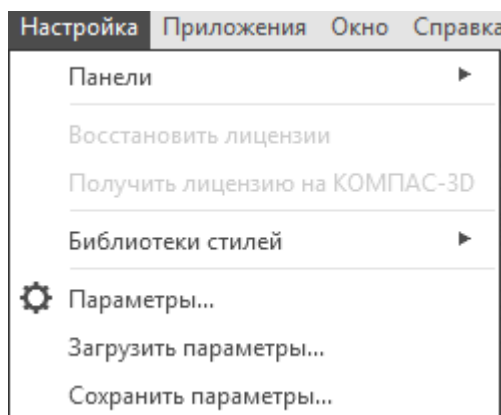 Настройка Приложения Окно Справка
Панели
Восстановить лицензии
Получить лицензию на КОМПАС-3D
Библиотеки стилей
Параметры...
Загрузить параметры...
Сохранить параметры...